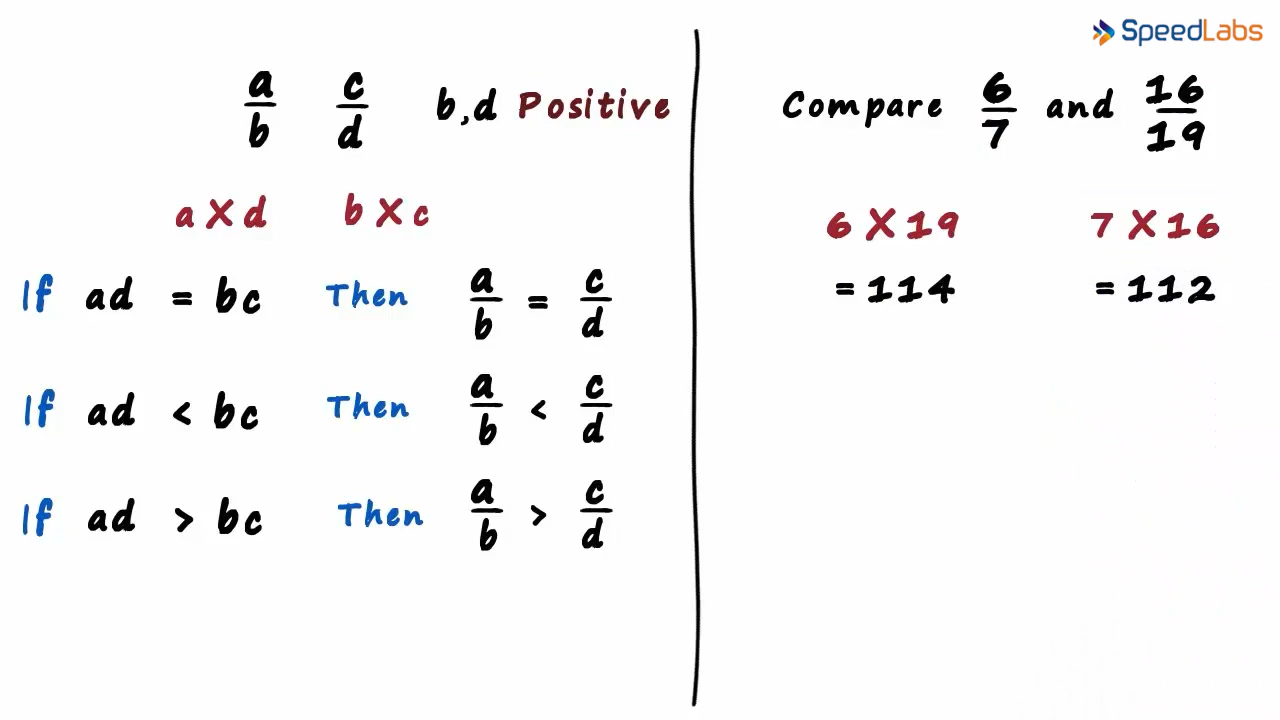 SpeedLabs
a/b c/d b,d Positive
a X d b X c
If ad = bc Then a/b = c/d
If ad < bc Then a/b < c/d
If ad > bc Then a/b > c/d
Compare 6/7 and 16/19
6 X 19 7 X 16
= 114 = 112